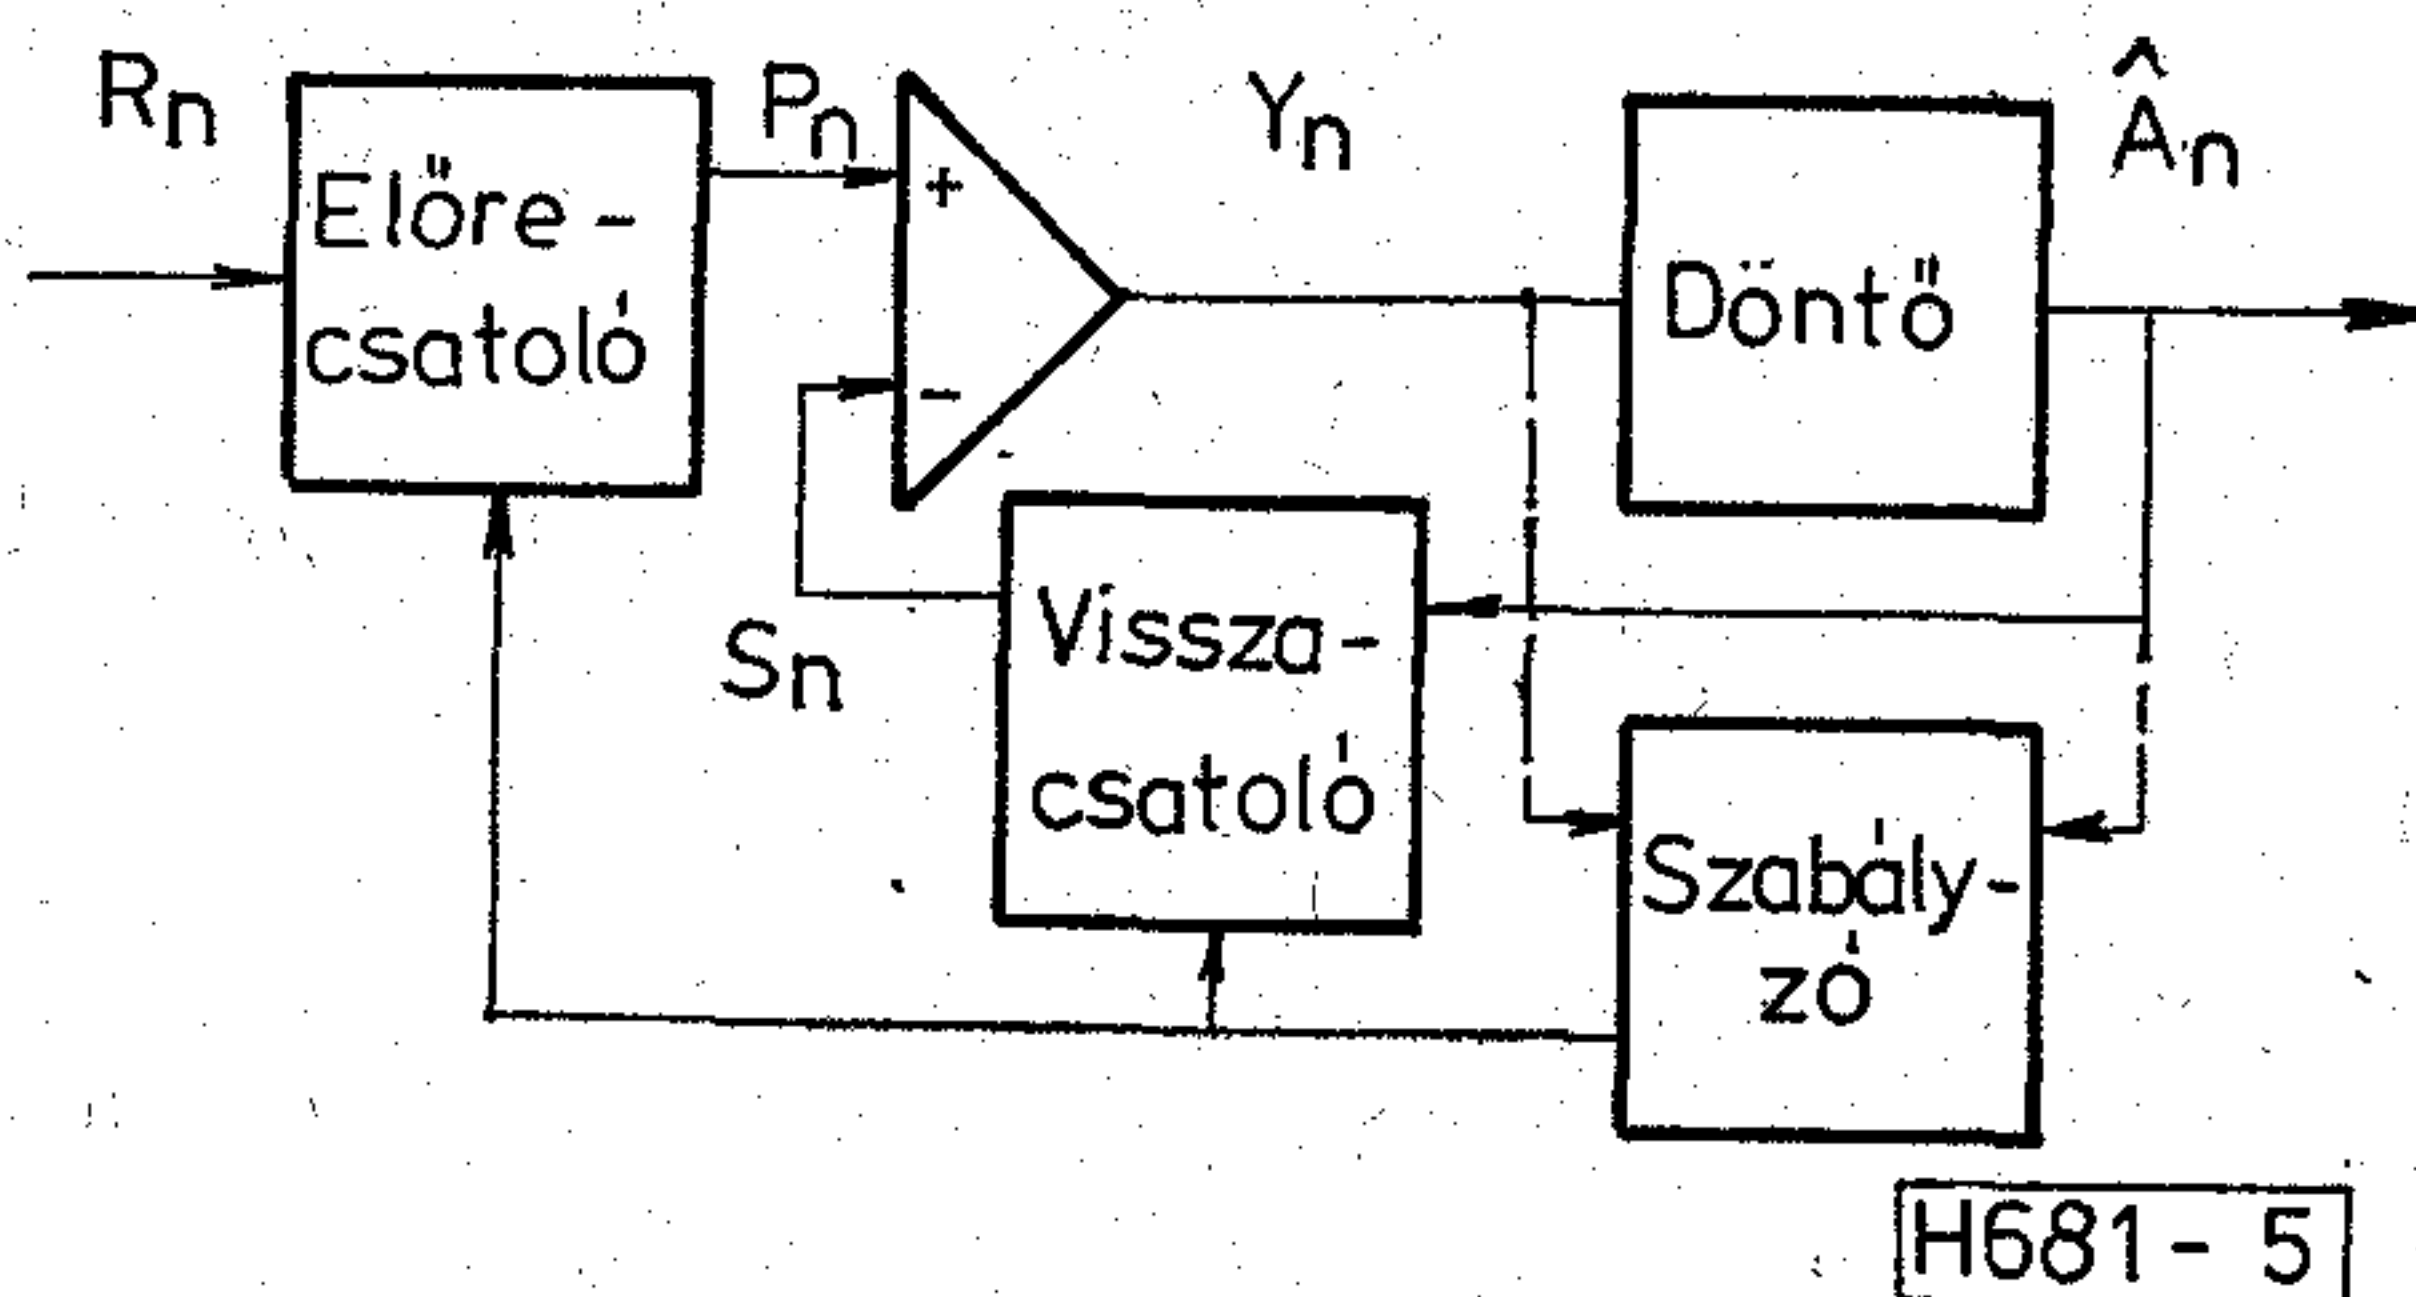 Rn
Előre-
csatoló
Pn
+
-
Yn
Döntő
Ân
Sn
Vissza-
csatoló
Szabály-
zó
H681-5